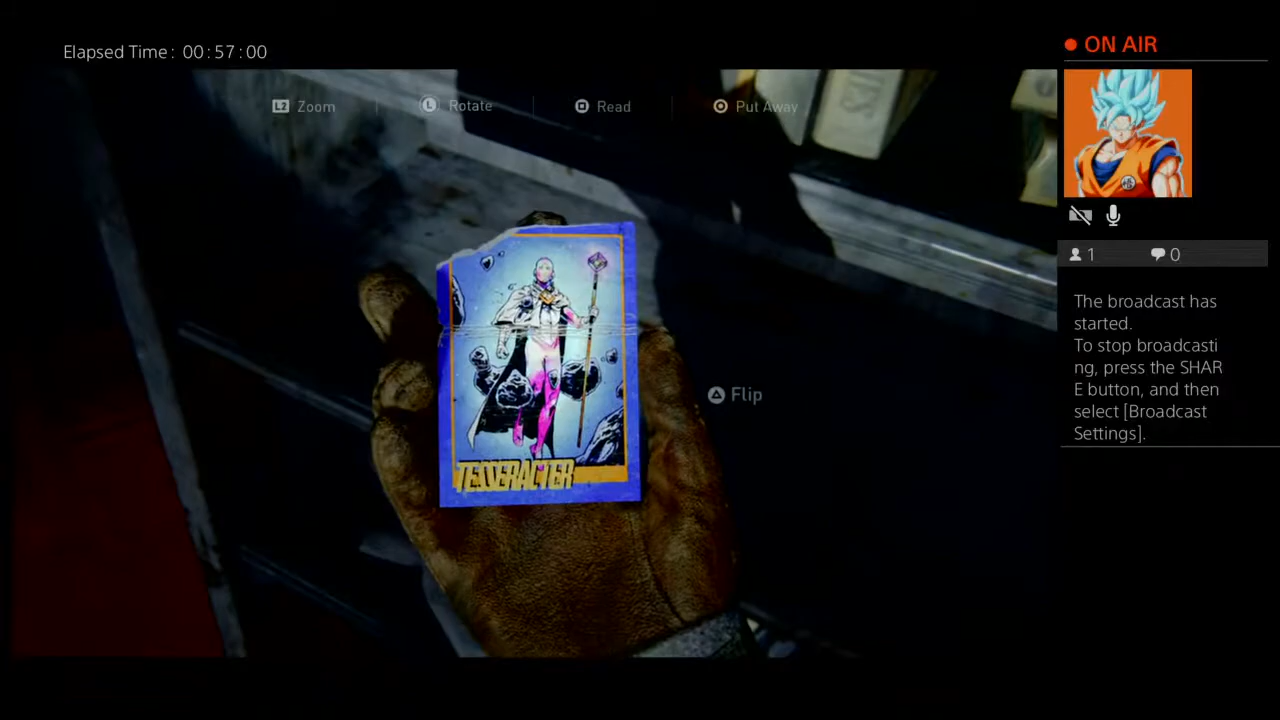 Elapsed Time: 00:57:00
ON AIR
L2 Zoom
L Rotate
Read
Put Away
1
0
Flip
The broadcast has
started.
To stop broadcasti
ng, press the SHAR
E button, and then
select [Broadcast
Settings].
TESSERACTER